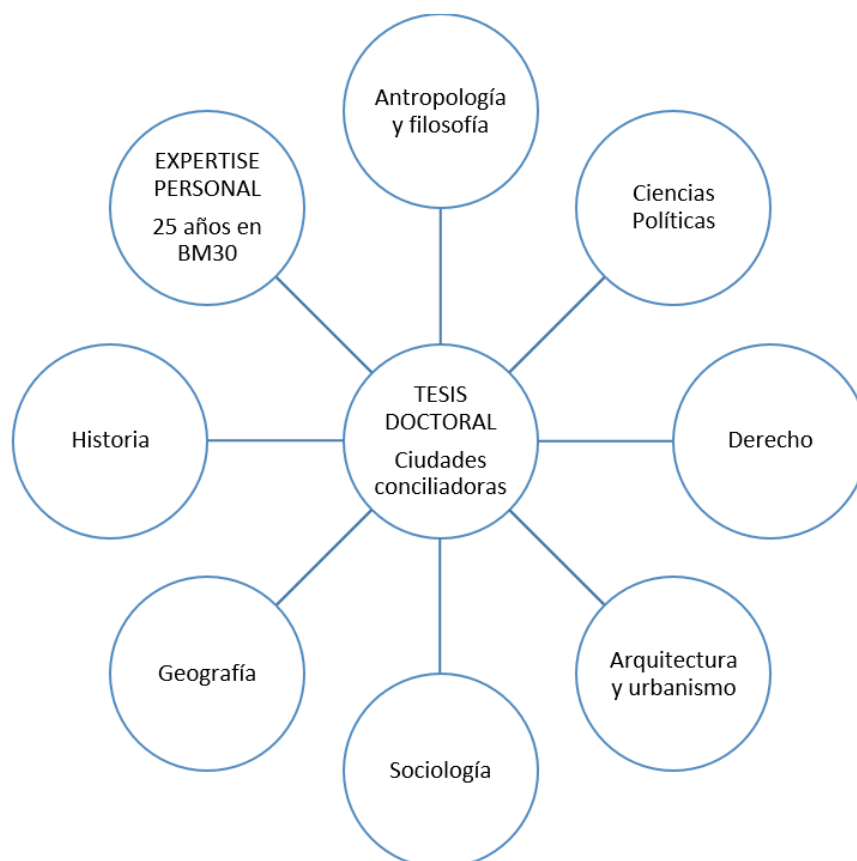 Antropología
y filosofía
EXPERTISE
PERSONAL
25 años en
BM30
Ciencias
Políticas
TESIS
DOCTORAL
Ciudades
conciliadoras
Historia
Derecho
Geografía
Arquitectura
y urbanismo
Sociología